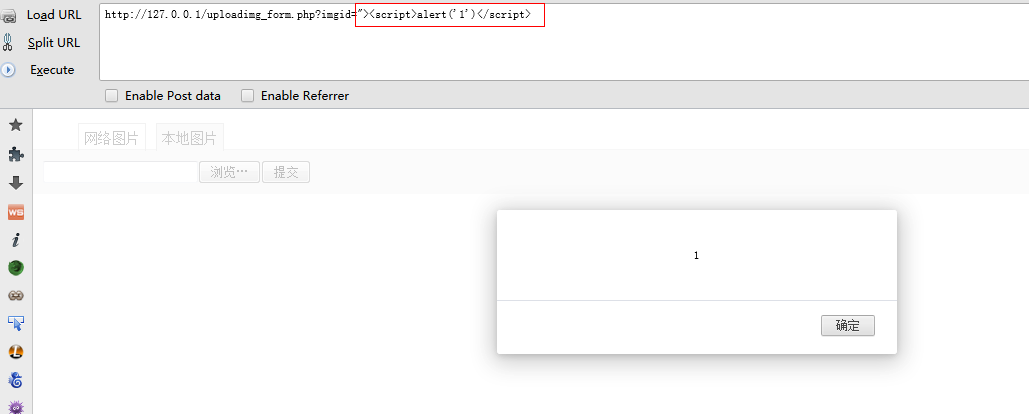 Load URL
http://127.0.0.1/uploadimg_form.php?imgid="><script>alert('1')</script>
Split URL
Execute
Enable Post data
Enable Referrer
WS
网络图片
本地图片
浏览…
提交
1
确定